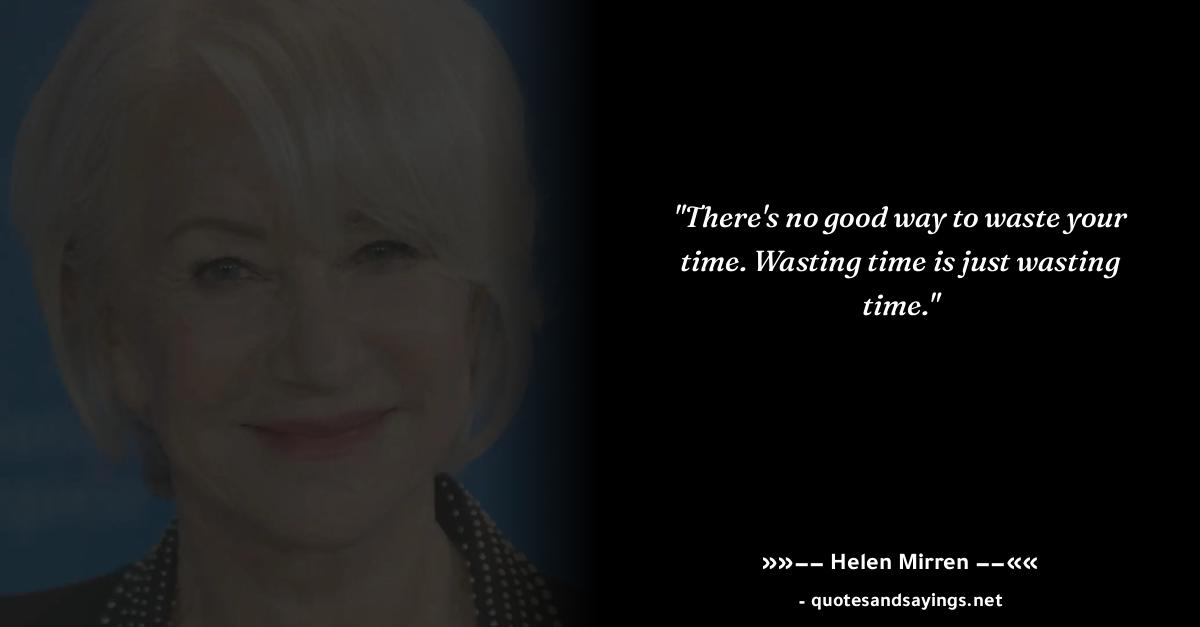 "There's no good way to waste your
time. Wasting time is just wasting
time."
»»−− Helen Mirren −−««
- quotesandsayings.net